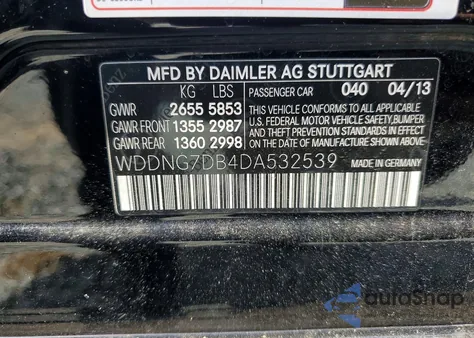 MFD BY DAIMLER AG STUTTGART
KG LBS PASSENGER CAR 040 04/13
GVWR 2655 5853 THIS VEHICLE CONFORMS TO ALL APPLICABLE
GAWR FRONT 1355 2987 U.S. FEDERAL MOTOR VEHICLE SAFETY, BUMPER
AND THEFT PREVENTION STANDARDS IN EFFECT
GAWR REAR 1360 2998 ON THE DATE OF MANUFACTURE SHOWN ABOVE.
WDDNG7DB4DA532539 MADE IN GERMANY
autoSnap